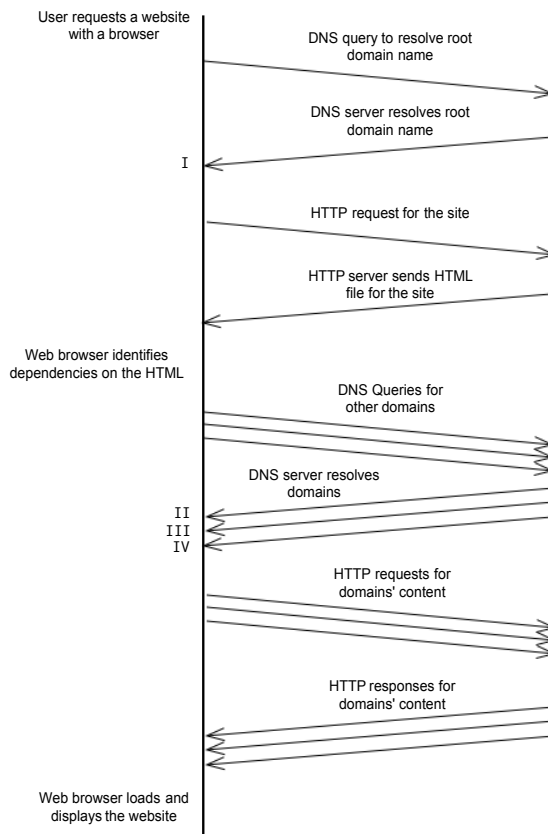 User requests a website
with a browser
DNS query to resolve root
domain name
DNS server resolves root
domain name
I
HTTP request for the site
HTTP server sends HTML
file for the site
Web browser identifies
dependencies on the HTML
DNS Queries for
other domains
DNS server resolves
domains
II
III
IV
HTTP requests for
domains' content
HTTP responses for
domains' content
Web browser loads and
displays the website